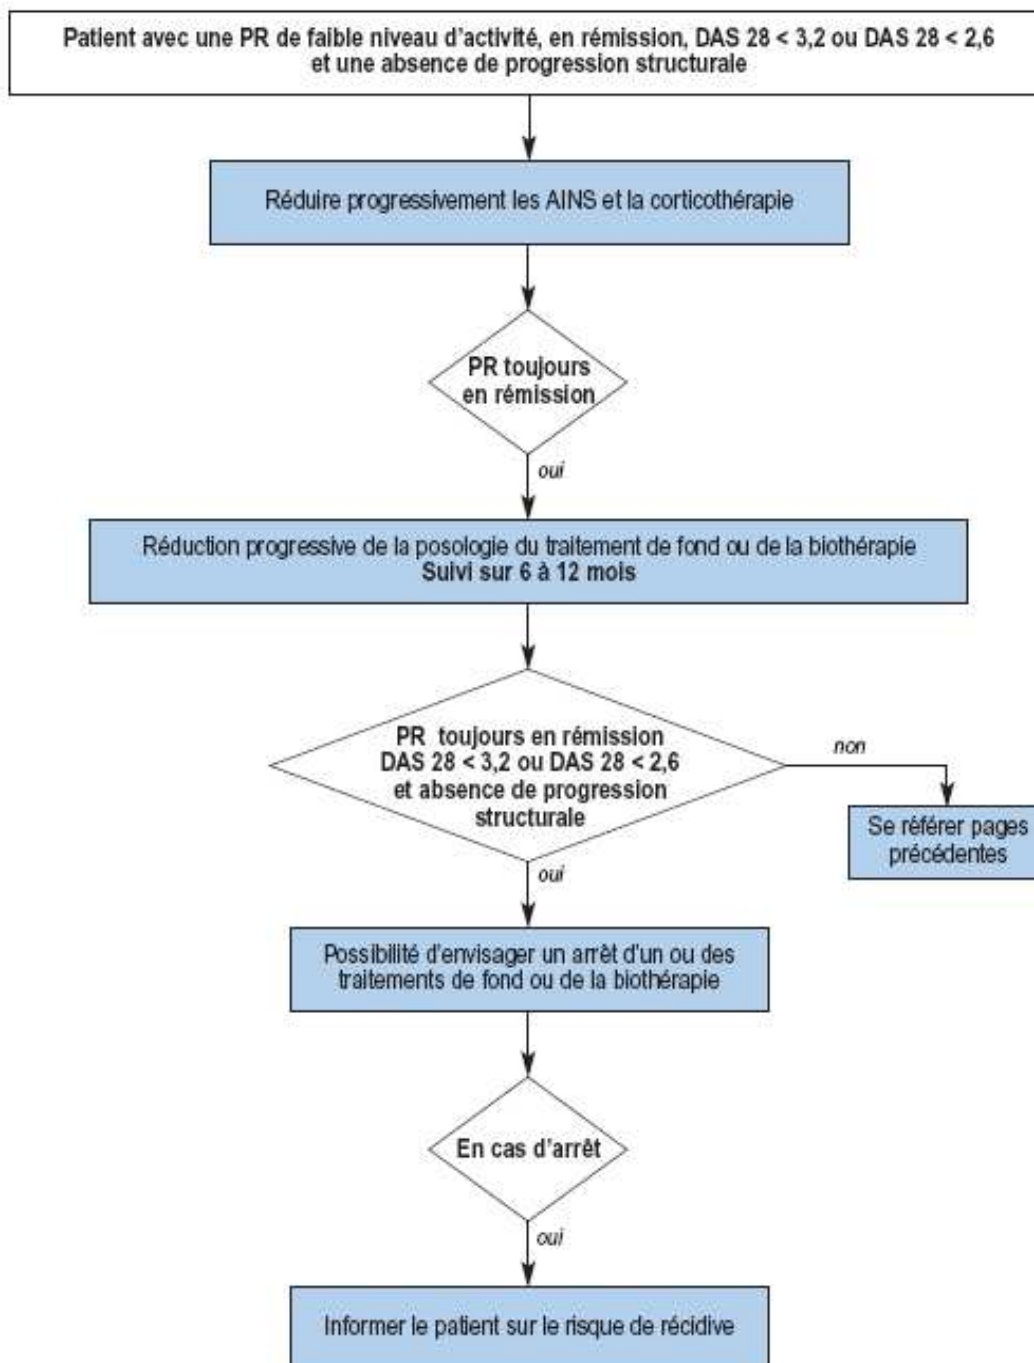 Patient avec une PR de faible niveau d'activité, en rémission, DAS 28 < 3,2 ou DAS 28 < 2,6
et une absence de progression structurale
Réduire progressivement les AINS et la corticothérapie
PR toujours
en rémission
oui
Réduction progressive de la posologie du traitement de fond ou de la biothérapie
Suivi sur 6 à 12 mois
PR toujours en rémission
DAS 28 < 3,2 ou DAS 28 < 2,6
et absence de progression
structurale
non
Se référer pages
précédentes
oui
Possibilité d'envisager un arrêt d'un ou des
traitements de fond ou de la biothérapie
En cas d'arrêt
oui
Informer le patient sur le risque de récidive